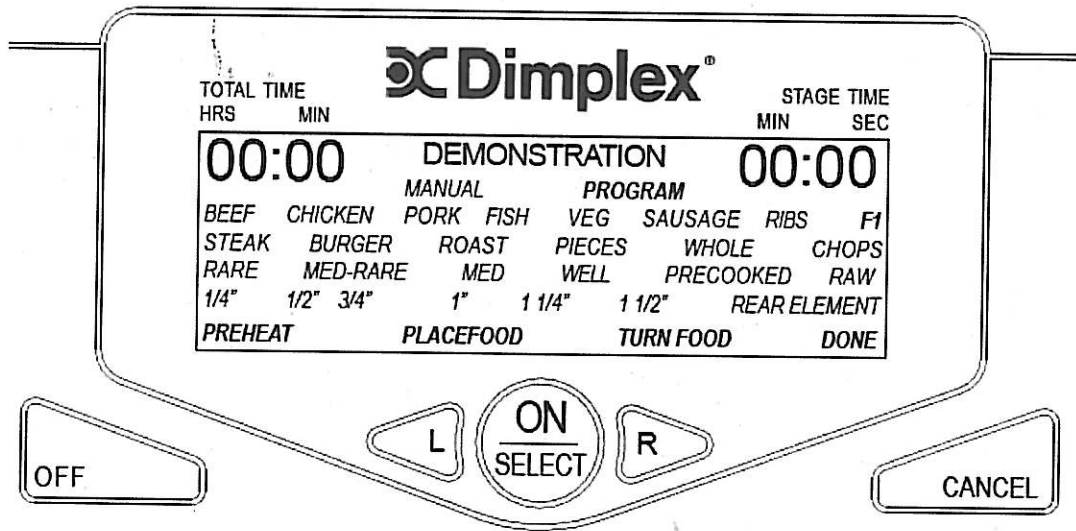 Dimplex®
TOTAL TIME STAGE TIME
HRS MIN MIN SEC
00:00 DEMONSTRATION 00:00
MANUAL PROGRAM
BEEF CHICKEN PORK FISH VEG SAUSAGE RIBS F1
STEAK BURGER ROAST PIECES WHOLE CHOPS
RARE MED-RARE MED WELL PRECOOKED RAW
1/4" 1/2" 3/4" 1" 1 1/4" 1 1/2" REAR ELEMENT
PREHEAT PLACEFOOD TURN FOOD DONE
OFF L ON R CANCEL
SELECT